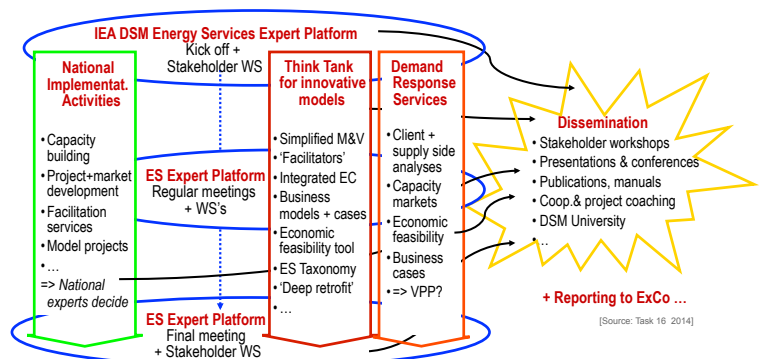 IEA DSM Energy Services Expert Platform
Kick off +
Stakeholder WS
National
Implementat.
Activities
• Capacity
building
• Project+market
development
• Facilitation
services
• Model projects
• …
=> National
experts decide
ES Expert Platform
Regular meetings
+ WS's
ES Expert Platform
Final meeting
+ Stakeholder WS
Think Tank
for innovative
models
• Simplified M&V
• 'Facilitators'
• Integrated EC
• Business
models + cases
• Economic
feasibility tool
• ES Taxonomy
• 'Deep retrofit'
• …
Demand
Response
Services
• Client +
supply side
analyses
• Capacity
markets
• Economic
feasibility
• Business
cases
• => VPP?
Dissemination
• Stakeholder workshops
• Presentations & conferences
• Publications, manuals
• Coop.& project coaching
• DSM University
• …
+ Reporting to ExCo …
[Source: Task 16 2014]